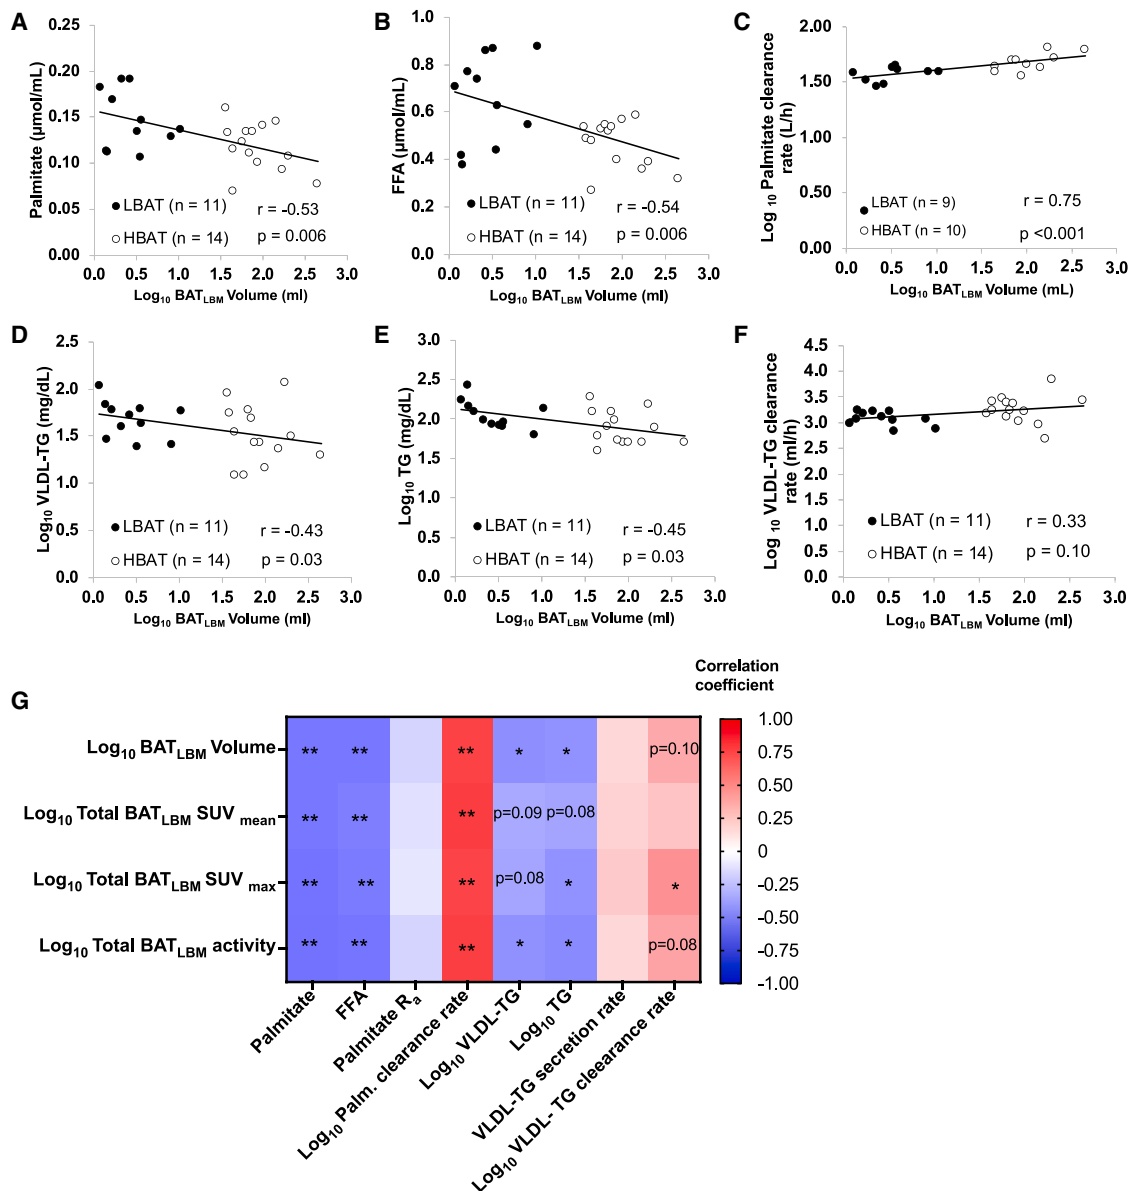 A
Palmitate (µmol/mL)
0.25
0.20
0.15
0.10
0.05
0.00
LBAT (n = 11)
HBAT (n = 14)
r = -0.53
p = 0.006
0.0 0.5 1.0 1.5 2.0 2.5 3.0
Log10 BATLBM Volume (ml)
B
FFA (µmol/mL)
1.0
0.8
0.6
0.4
0.2
0.0
LBAT (n = 11)
HBAT (n = 14)
r = -0.54
p = 0.006
0.0 0.5 1.0 1.5 2.0 2.5 3.0
Log10 BATLBM Volume (ml)
C
Log 10 Palmitate clearance
rate (L/h)
2.00
1.50
1.00
0.50
0.00
LBAT (n = 9)
HBAT (n = 10)
r = 0.75
p <0.001
0.0 0.5 1.0 1.5 2.0 2.5 3.0
Log10 BATLBM Volume (mL)
D
Log10 VLDL-TG (mg/dL)
2.5
2.0
1.5
1.0
0.5
0.0
LBAT (n = 11)
HBAT (n = 14)
r = -0.43
p = 0.03
0.0 0.5 1.0 1.5 2.0 2.5 3.0
Log10 BATLBM Volume (ml)
E
Log10 TG (mg/dL)
3.0
2.5
2.0
1.5
1.0
0.5
0.0
LBAT (n = 11)
HBAT (n = 14)
r = -0.45
p = 0.03
0.0 0.5 1.0 1.5 2.0 2.5 3.0
Log10 BATLBM Volume (ml)
F
Log 10 VLDL-TG clearance
rate (ml/h)
4.5
4.0
3.5
3.0
2.5
2.0
1.5
1.0
0.5
0.0
LBAT (n = 11)
HBAT (n = 14)
r = 0.33
p = 0.10
0.0 0.5 1.0 1.5 2.0 2.5 3.0
Log10 BATLBM Volume (ml)
G
Correlation
coefficient
1.00
0.75
0.50
0.25
0
-0.25
-0.50
-0.75
-1.00
Log10 BATLBM Volume
** ** ** * * p=0.10
Log10 Total BATLBM SUV mean
** ** ** p=0.09 p=0.08
Log10 Total BATLBM SUV max
** ** ** p=0.08 * *
Log10 Total BATLBM activity
** ** ** * * p=0.08
Palmitate
FFA
Palmitate Ra
Log10 Palm. clearance rate
Log10 VLDL-TG
Log10 TG
VLDL-TG secretion rate
Log10 VLDL- TG cleearance rate